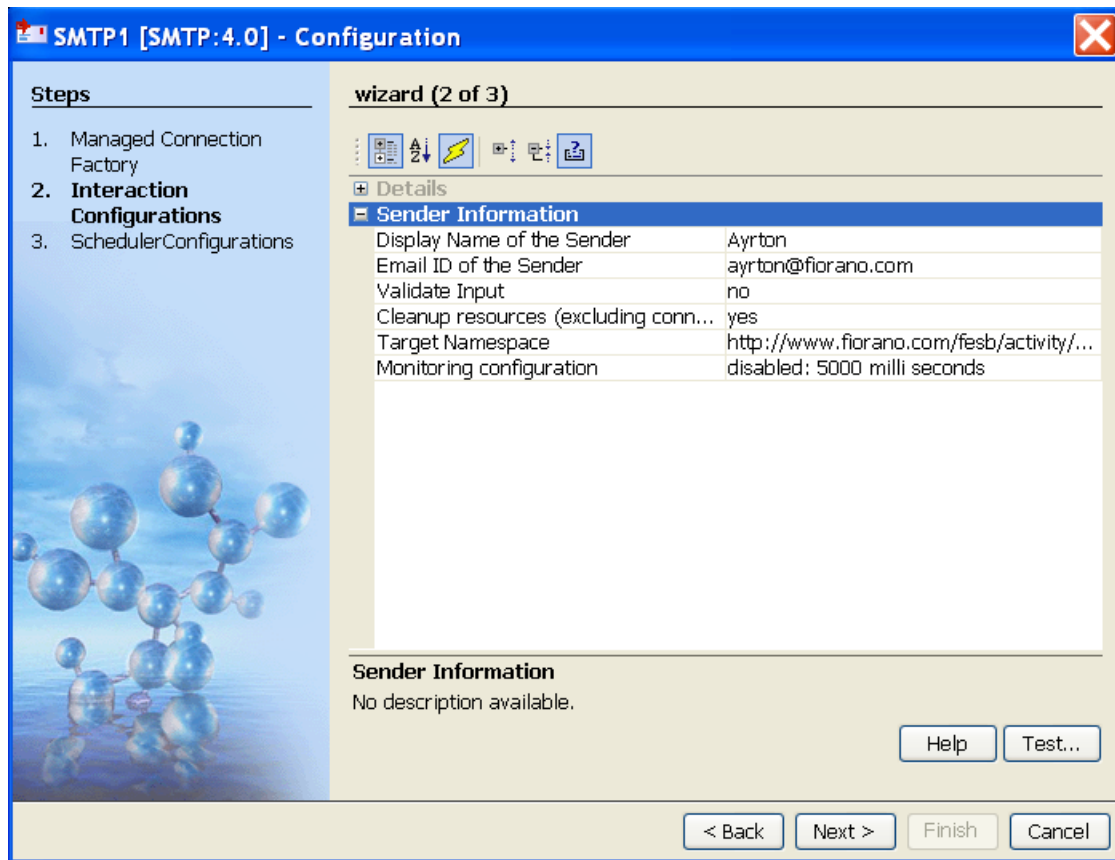 SMTP1 [SMTP:4.0] - Configuration
Steps
1. Managed Connection
Factory
2. Interaction
Configurations
3. SchedulerConfigurations
wizard (2 of 3)
Details
Sender Information
Display Name of the Sender Ayrton
Email ID of the Sender ayrton@fiorano.com
Validate Input no
Cleanup resources (excluding conn... yes
Target Namespace http://www.fiorano.com/fesb/activity/...
Monitoring configuration disabled: 5000 milli seconds
Sender Information
No description available.
Help Test...
< Back Next > Finish Cancel